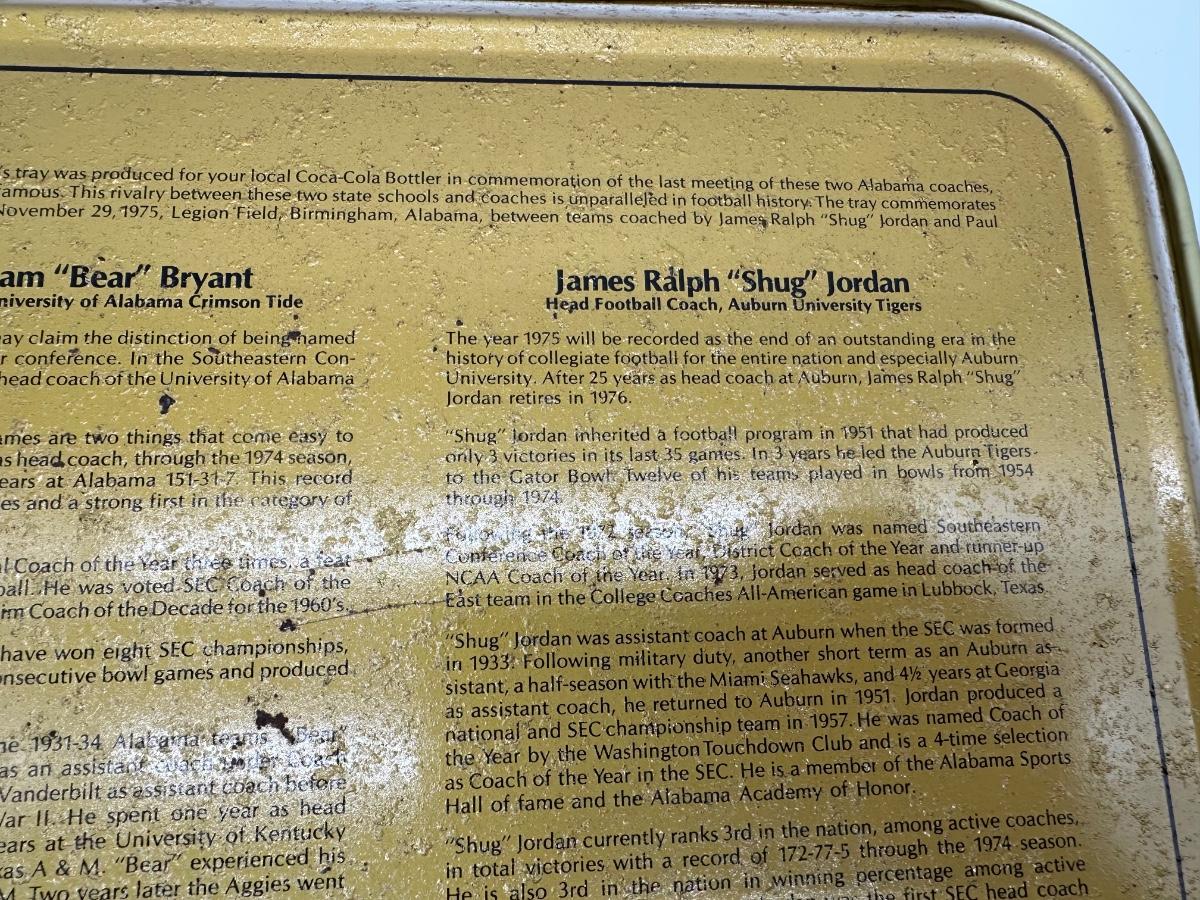 s tray was produced for your local Coca-Cola Bottler in commemoration of the last meeting of these two Alabama coaches,
famous. This rivalry between these two state schools and coaches is unparalleled in football history. The tray commemorates
November 29, 1975, Legion Field, Birmingham, Alabama, between teams coached by James Ralph “Shug” Jordan and Paul
am “Bear” Bryant
niversity of Alabama Crimson Tide
ay claim the distinction of being named
r conference. In the Southeastern Con-
head coach of the University of Alabama
ames are two things that come easy to
as head coach, through the 1974 season,
ears at Alabama 151-31-7. This record
es and a strong first in the category of
l Coach of the Year three times, a feat
ball. He was voted SEC Coach of the
im Coach of the Decade for the 1960's.
have won eight SEC championships,
onsecutive bowl games and produced
he 1931-34 Alabama teams. “Bear”
as an assistant coach under Coach
Vanderbilt as assistant coach before
War II. He spent one year as head
ears at the University of Kentucky
xas A & M. “Bear” experienced his
M. Two years later the Aggies went
James Ralph “Shug” Jordan
Head Football Coach, Auburn University Tigers
The year 1975 will be recorded as the end of an outstanding era in the
history of collegiate football for the entire nation and especially Auburn
University. After 25 years as head coach at Auburn, James Ralph “Shug”
Jordan retires in 1976.
“Shug” Jordan inherited a football program in 1951 that had produced
only 3 victories in its last 35 games. In 3 years he led the Auburn Tigers
to the Gator Bowl. Twelve of his teams played in bowls from 1954
through 1974.
Following the 1972 season, “Shug” Jordan was named Southeastern
Conference Coach of the Year, District Coach of the Year and runner-up
NCAA Coach of the Year. In 1973, Jordan served as head coach of the
East team in the College Coaches All-American game in Lubbock, Texas.
“Shug” Jordan was assistant coach at Auburn when the SEC was formed
in 1933. Following military duty, another short term as an Auburn as-
sistant, a half-season with the Miami Seahawks, and 4½ years at Georgia
as assistant coach, he returned to Auburn in 1951. Jordan produced a
national and SEC championship team in 1957. He was named Coach of
the Year by the Washington Touchdown Club and is a 4-time selection
as Coach of the Year in the SEC. He is a member of the Alabama Sports
Hall of fame and the Alabama Academy of Honor.
“Shug” Jordan currently ranks 3rd in the nation, among active coaches,
in total victories with a record of 172-77-5 through the 1974 season.
He is also 3rd in the nation in winning percentage among active
the first SEC head coach